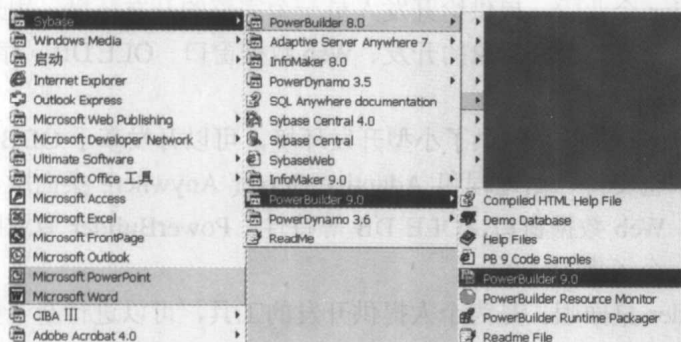 Sybase
Windows Media
启动
Internet Explorer
Outlook Express
Microsoft Web Publishing
Microsoft Developer Network
Ultimate Software
Microsoft Office 工具
Microsoft Access
Microsoft Excel
Microsoft FrontPage
Microsoft Outlook
Microsoft PowerPoint
Microsoft Word
CIBA III
Adobe Acrobat 4.0
PowerBuilder 8.0
Adaptive Server Anywhere 7
InfoMaker 8.0
PowerDynamo 3.5
SQL Anywhere documentation
Sybase Central 4.0
Sybase Central
SybaseWeb
InfoMaker 9.0
PowerBuilder 9.0
PowerDynamo 3.6
ReadMe
Compiled HTML Help File
Demo Database
Help Files
PB 9 Code Samples
PowerBuilder 9.0
PowerBuilder Resource Monitor
PowerBuilder Runtime Packager
Readme File